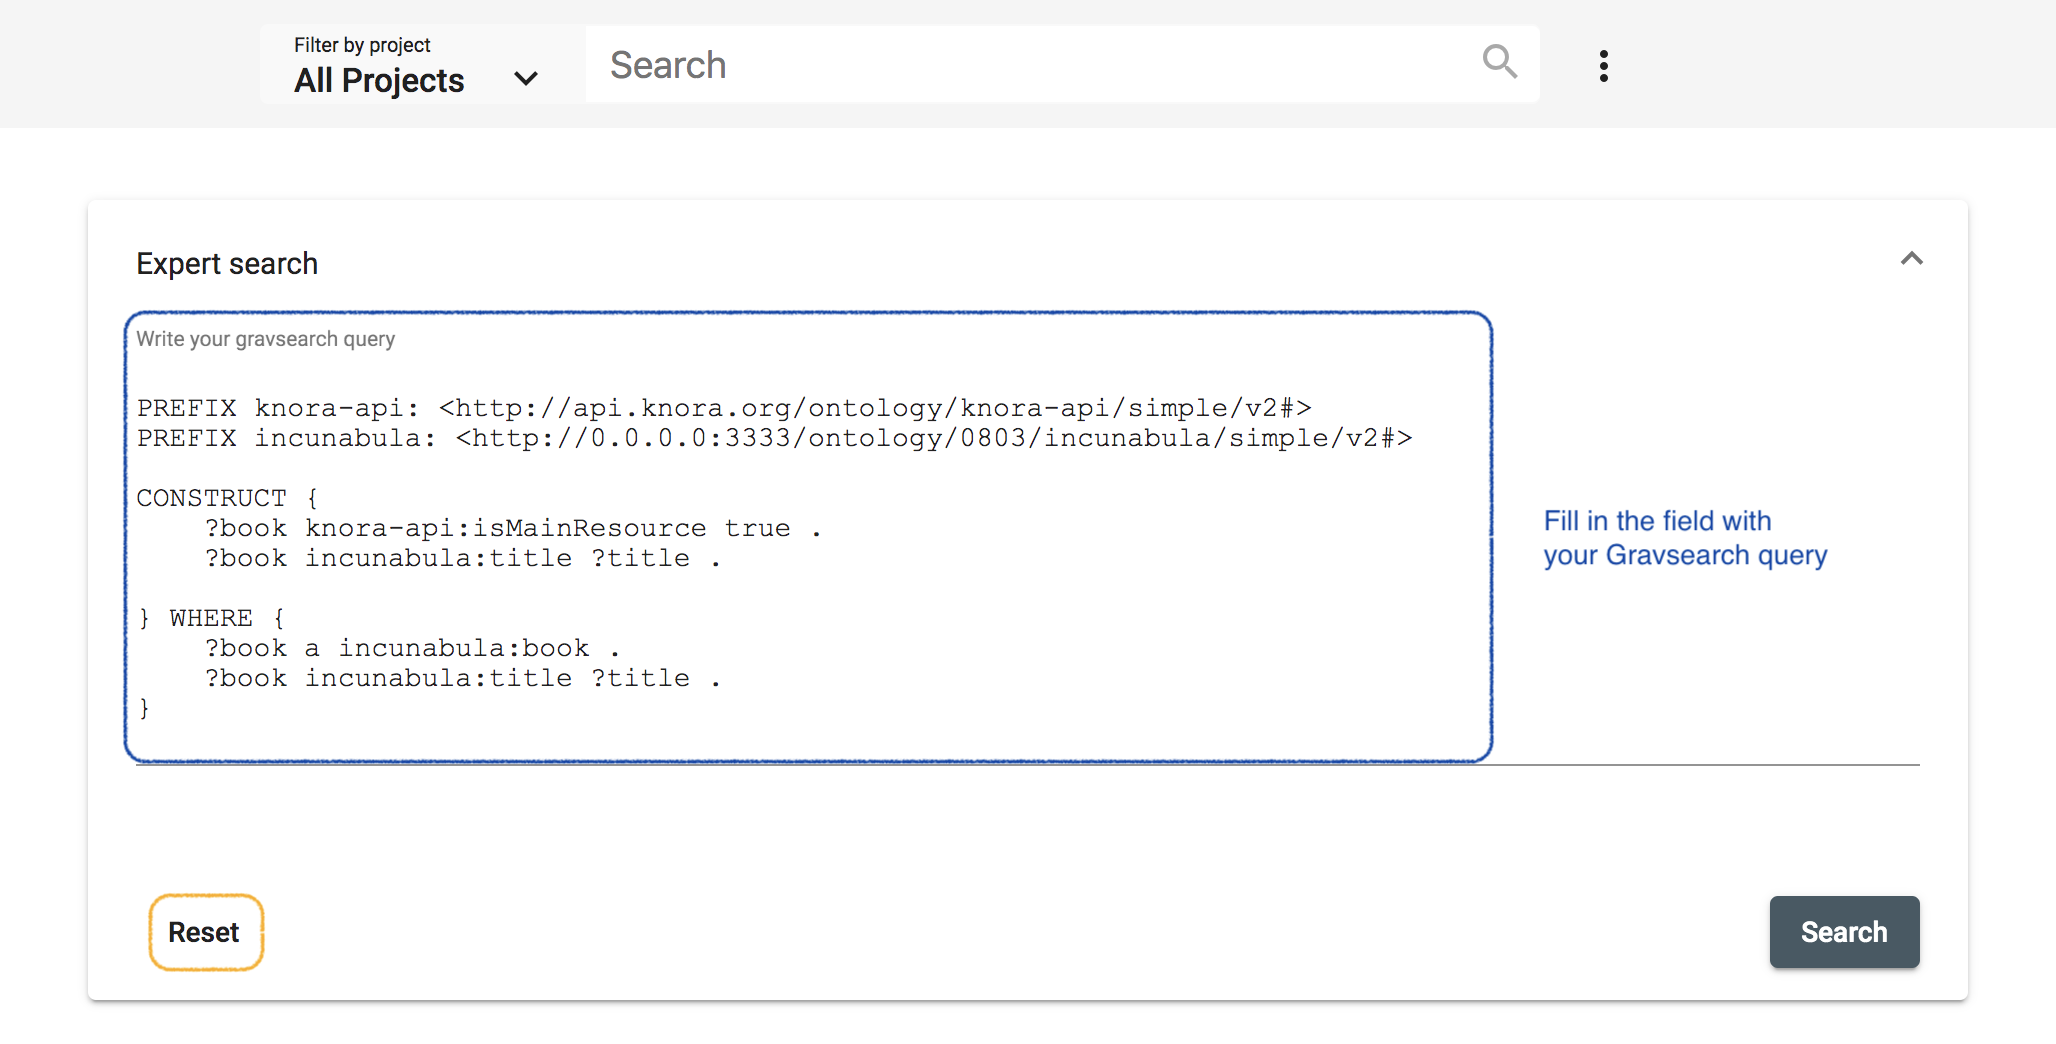 Filter by project
All Projects
Search
Expert search
Write your gravsearch query
PREFIX knora-api: <http://api.knora.org/ontology/knora-api/simple/v2#>
PREFIX incunabula: <http://0.0.0.0:3333/ontology/0803/incunabula/simple/v2#>
CONSTRUCT {
    ?book knora-api:isMainResource true .
    ?book incunabula:title ?title .
} WHERE {
    ?book a incunabula:book .
    ?book incunabula:title ?title .
}
Fill in the field with
your Gravsearch query
Reset
Search